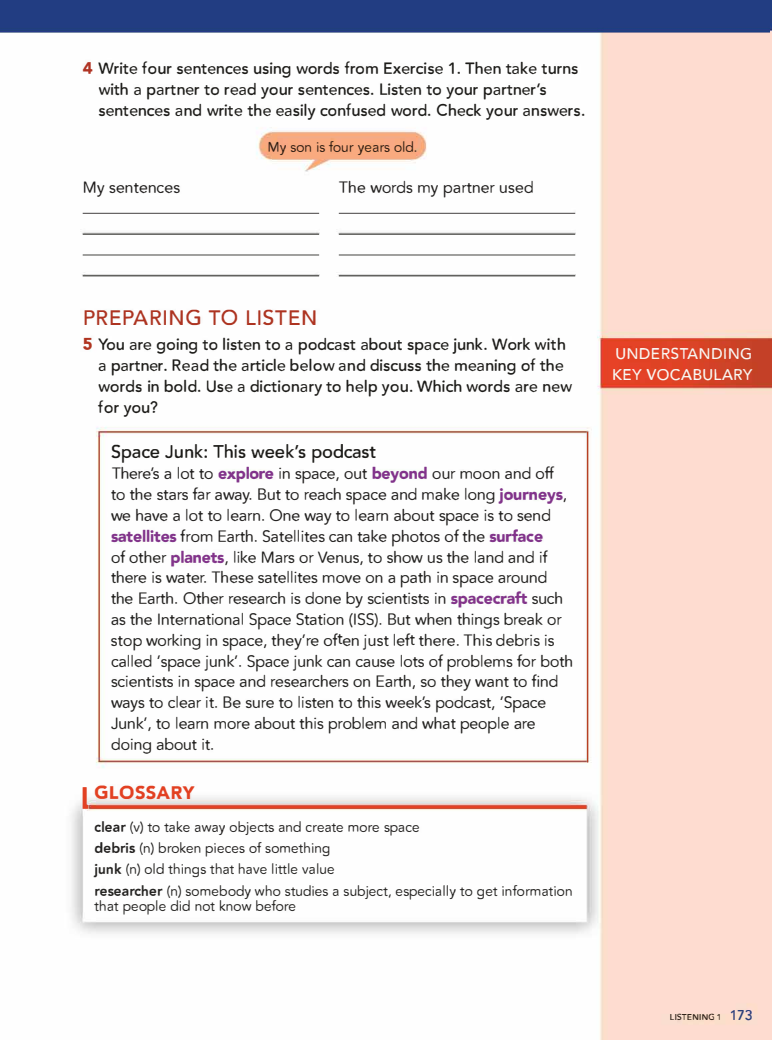 4 Write four sentences using words from Exercise 1. Then take turns
with a partner to read your sentences. Listen to your partner's
sentences and write the easily confused word. Check your answers.
My son is four years old.
My sentences
The words my partner used
PREPARING TO LISTEN
5 You are going to listen to a podcast about space junk. Work with
a partner. Read the article below and discuss the meaning of the
words in bold. Use a dictionary to help you. Which words are new
for you?
UNDERSTANDING
KEY VOCABULARY
Space Junk: This week's podcast
There's a lot to explore in space, out beyond our moon and off
to the stars far away. But to reach space and make long journeys,
we have a lot to learn. One way to learn about space is to send
satellites from Earth. Satellites can take photos of the surface
of other planets, like Mars or Venus, to show us the land and if
there is water. These satellites move on a path in space around
the Earth. Other research is done by scientists in spacecraft such
as the International Space Station (ISS). But when things break or
stop working in space, they're often just left there. This debris is
called 'space junk'. Space junk can cause lots of problems for both
scientists in space and researchers on Earth, so they want to find
ways to clear it. Be sure to listen to this week's podcast, 'Space
Junk', to learn more about this problem and what people are
doing about it.
GLOSSARY
clear (v) to take away objects and create more space
debris (n) broken pieces of something
junk (n) old things that have little value
researcher (n) somebody who studies a subject, especially to get information
that people did not know before
LISTENING 1 173